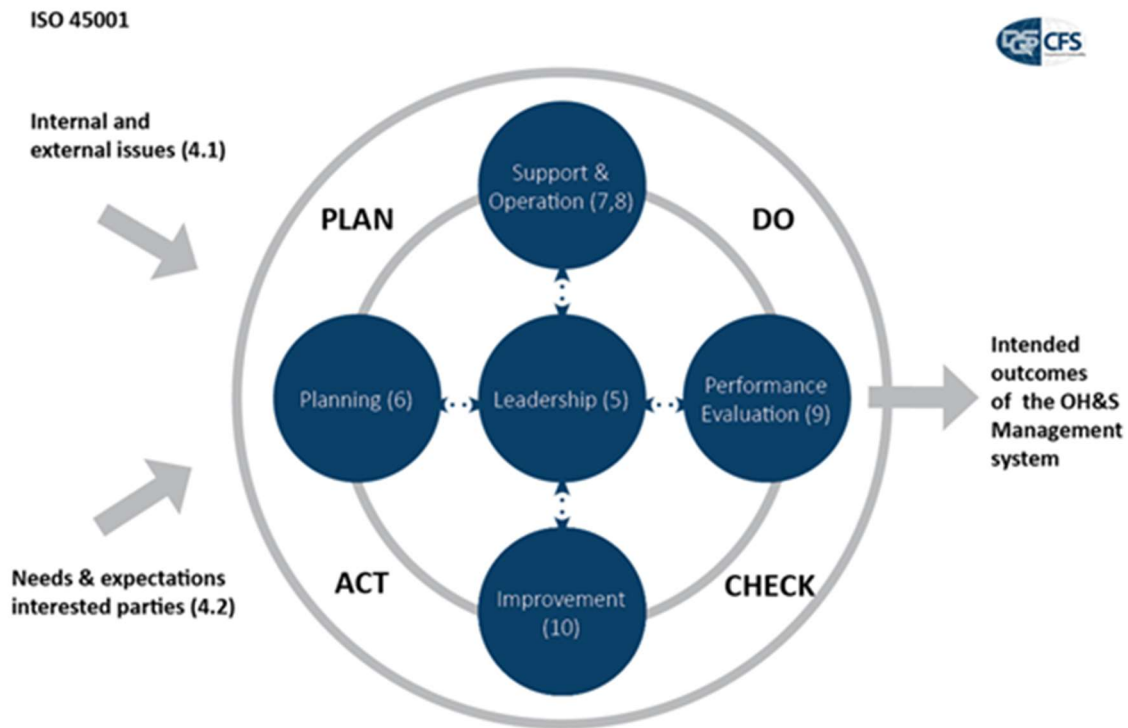 ISO 45001
DQS
CFS
Internal and
external issues (4.1)
Support &
Operation (7,8)
PLAN
DO
Planning (6)
Leadership (5)
Performance
Evaluation (9)
Intended
outcomes
of the OH&S
Management
system
ACT
CHECK
Improvement
(10)
Needs & expectations
interested parties (4.2)